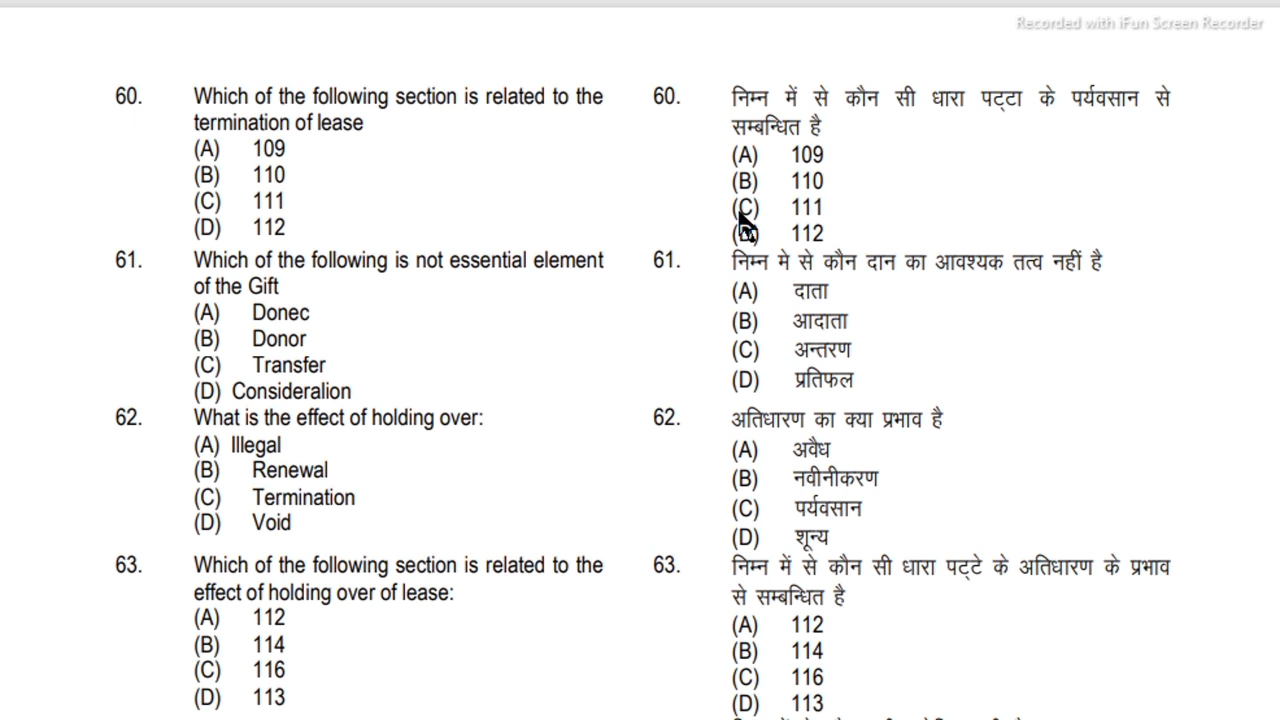 Recorded with iFun Screen Recorder
60. Which of the following section is related to the
termination of lease
(A) 109
(B) 110
(C) 111
(D) 112
61. Which of the following is not essential element
of the Gift
(A) Donec
(B) Donor
(C) Transfer
(D) Consideralion
62. What is the effect of holding over:
(A) Illegal
(B) Renewal
(C) Termination
(D) Void
63. Which of the following section is related to the
effect of holding over of lease:
(A) 112
(B) 114
(C) 116
(D) 113
60. निम्न में से कौन सी धारा पट्टा के पर्यवसान से
सम्बन्धित है
(A) 109
(B) 110
(C) 111
(D) 112
61. निम्न मे से कौन दान का आवश्यक तत्व नहीं है
(A) दाता
(B) आदाता
(C) अन्तरण
(D) प्रतिफल
62. अतिधारण का क्या प्रभाव है
(A) अवैध
(B) नवीनीकरण
(C) पर्यवसान
(D) शून्य
63. निम्न में से कौन सी धारा पट्टे के अतिधारण के प्रभाव
से सम्बन्धित है
(A) 112
(B) 114
(C) 116
(D) 113